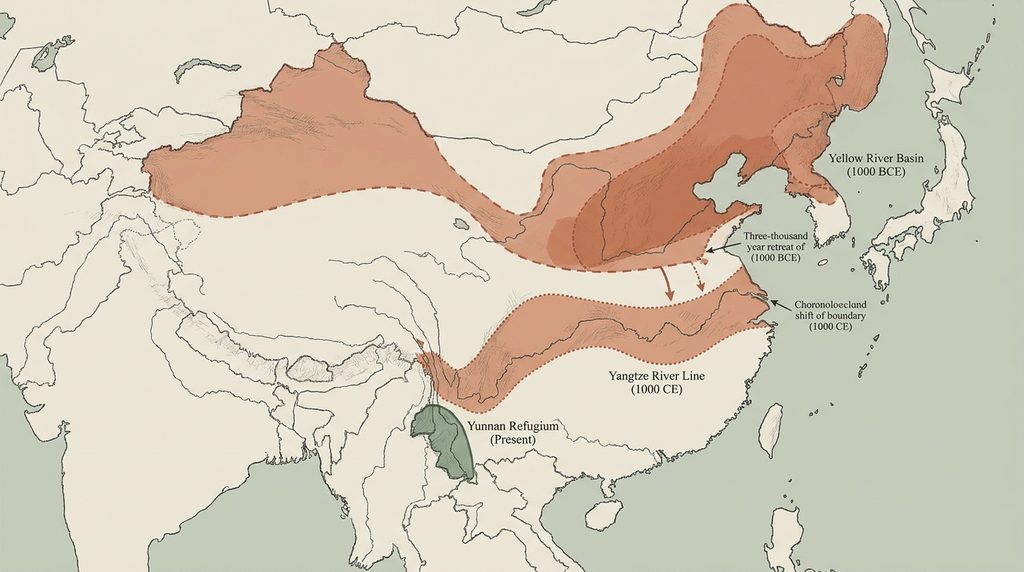 Yellow River Basin
(1000 BCE)
Three-thousand
year retreat of
(1000 BCE)
Choronoloecland
shift of boundary
(1000 CE)
Yangtze River Line
(1000 CE)
Yunnan Refugium
(Present)